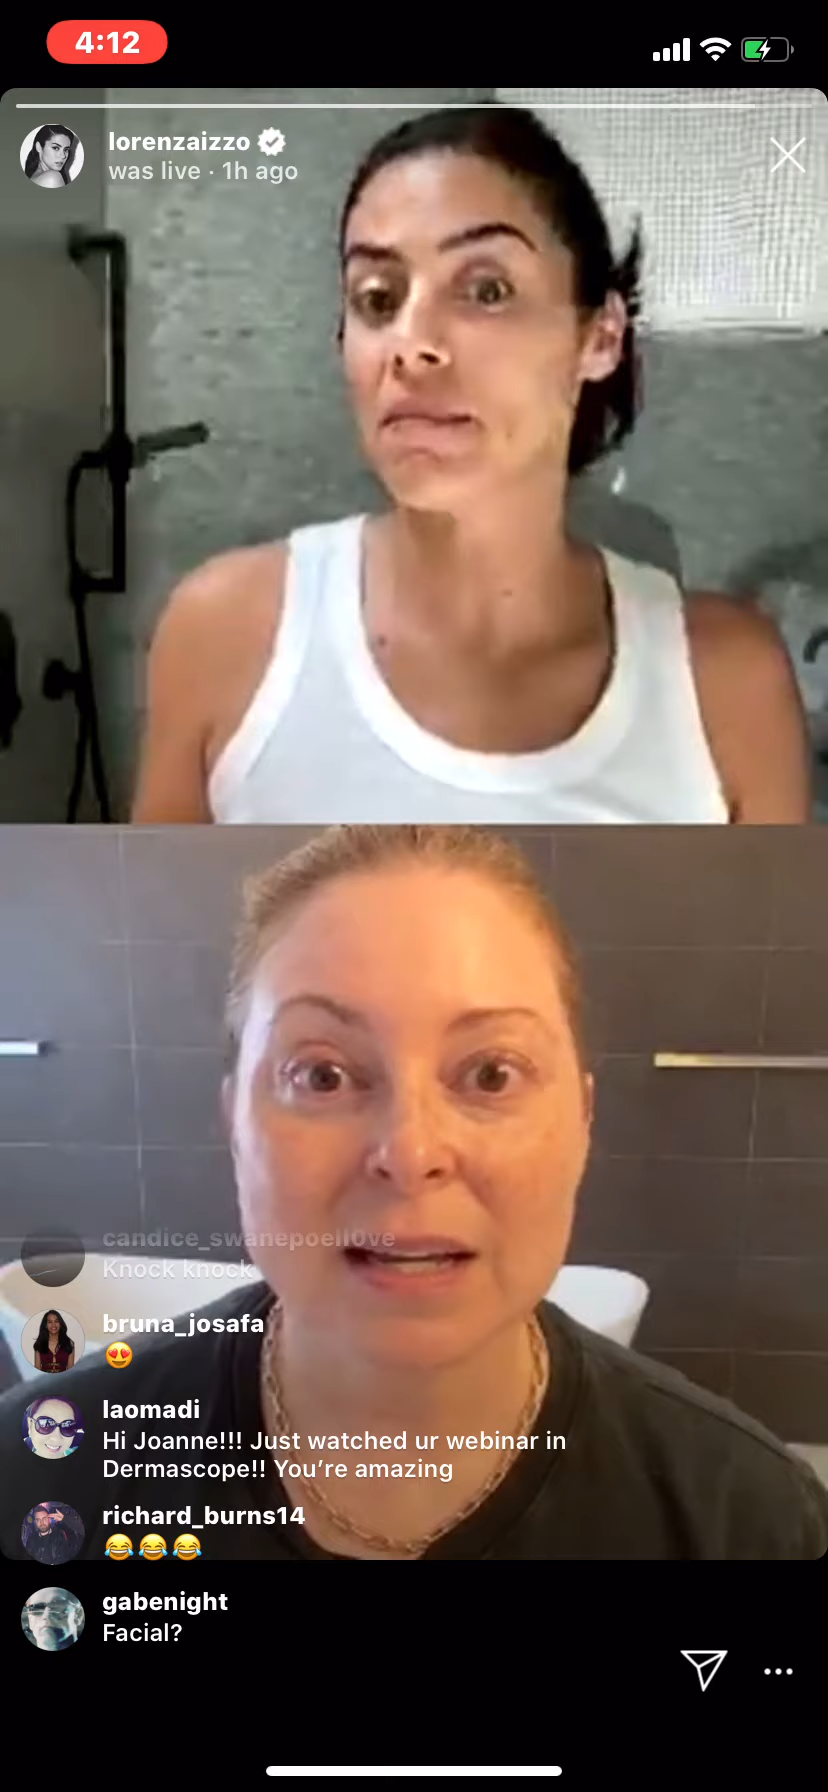 4:12
lorenzaizzo
was live · 1h ago
candice_swanepoell0ve
Knock knock
bruna_josafa
😍
laomadi
Hi Joanne!!! Just watched ur webinar in
Dermascope!! You’re amazing
richard_burns14
😂😂😂
gabenight
Facial?